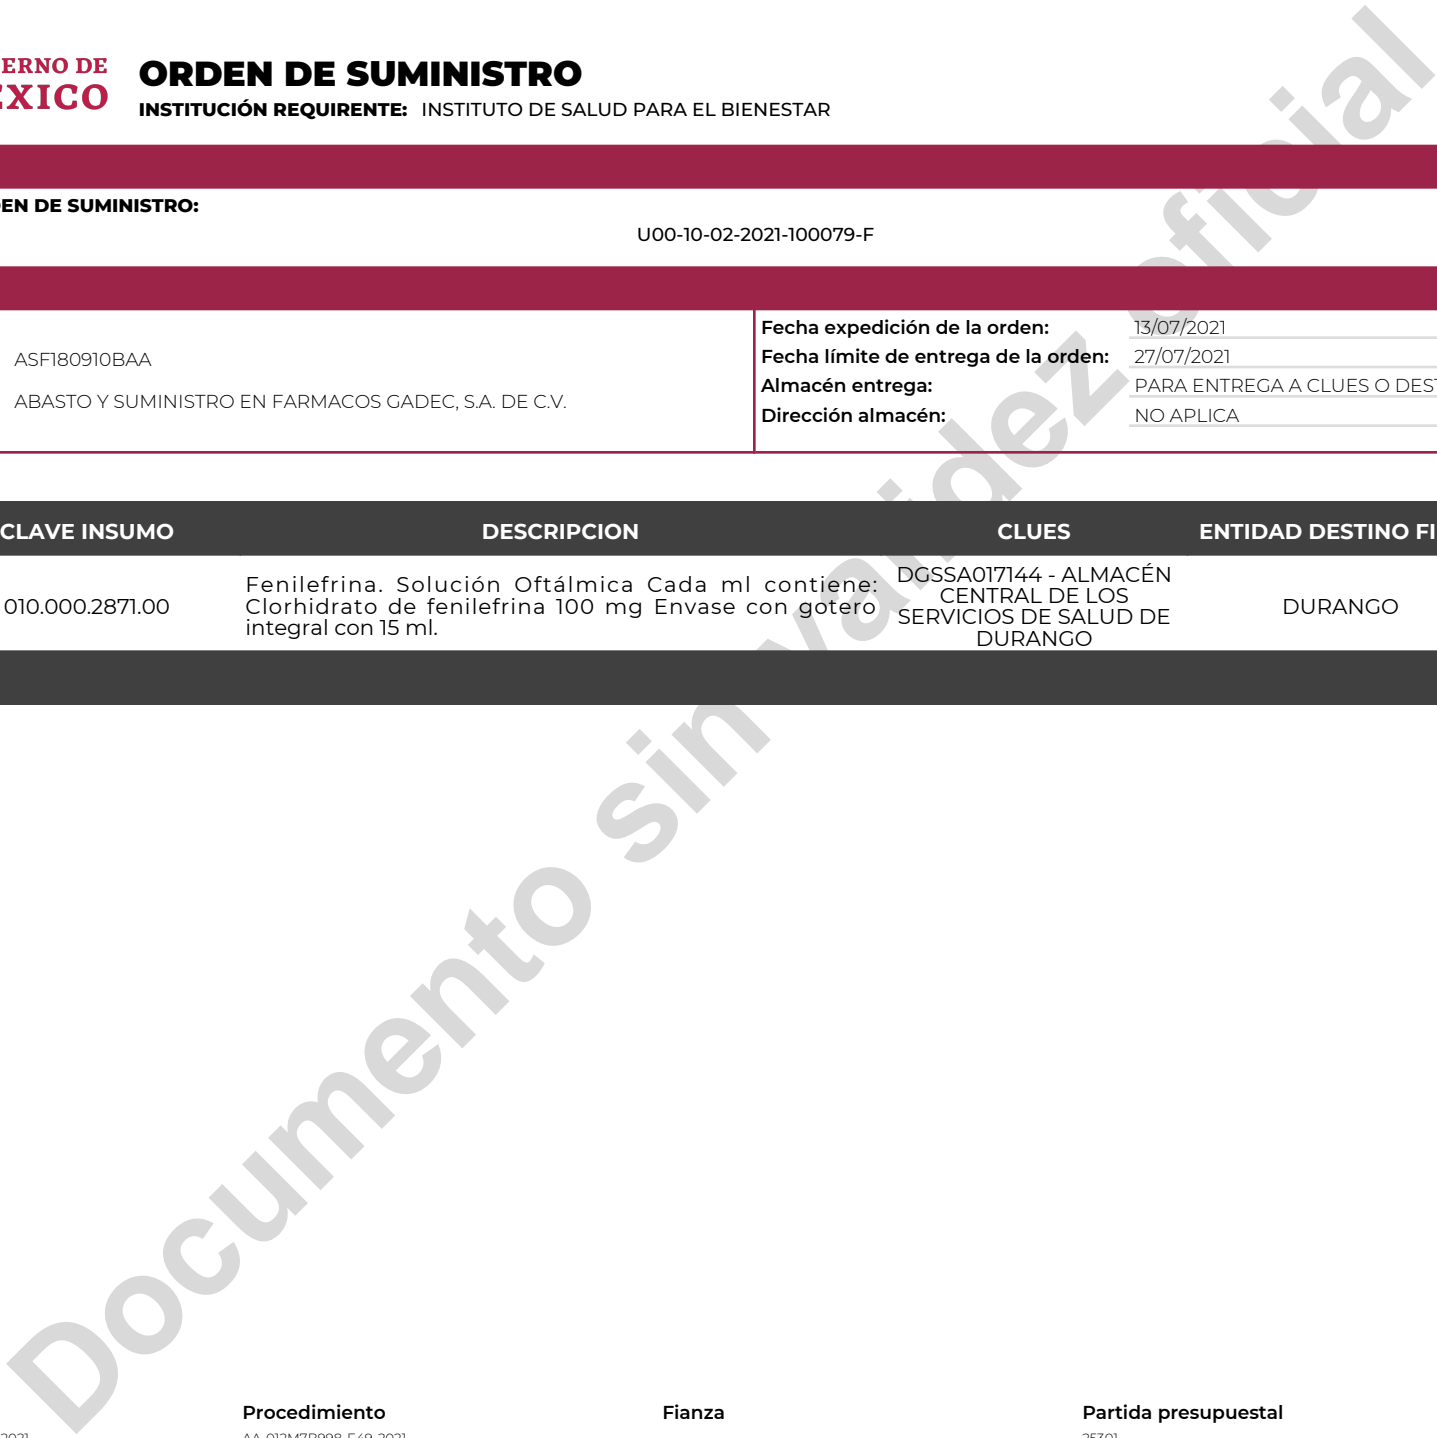 ERNO DE
ORDEN DE SUMINISTRO
EXICO
INSTITUCIÓN REQUIRENTE: INSTITUTO DE SALUD PARA EL BIENESTAR
EN DE SUMINISTRO:
U00-10-02-2021-100079-F
ASF180910BAA
ABASTO Y SUMINISTRO EN FARMACOS GADEC, S.A. DE C.V.
Fecha expedición de la orden: 13/07/2021
Fecha límite de entrega de la orden: 27/07/2021
Almacén entrega: PARA ENTREGA A CLUES O DEST
Dirección almacén: NO APLICA
CLAVE INSUMO DESCRIPCION CLUES ENTIDAD DESTINO FI
010.000.2871.00
Fenilefrina. Solución Oftálmica Cada ml contiene:
Clorhidrato de fenilefrina 100 mg Envase con gotero
integral con 15 ml.
DGSSA017144 - ALMACÉN
CENTRAL DE LOS
SERVICIOS DE SALUD DE
DURANGO
DURANGO
Documento sin validez oficial
Procedimiento Fianza Partida presupuestal